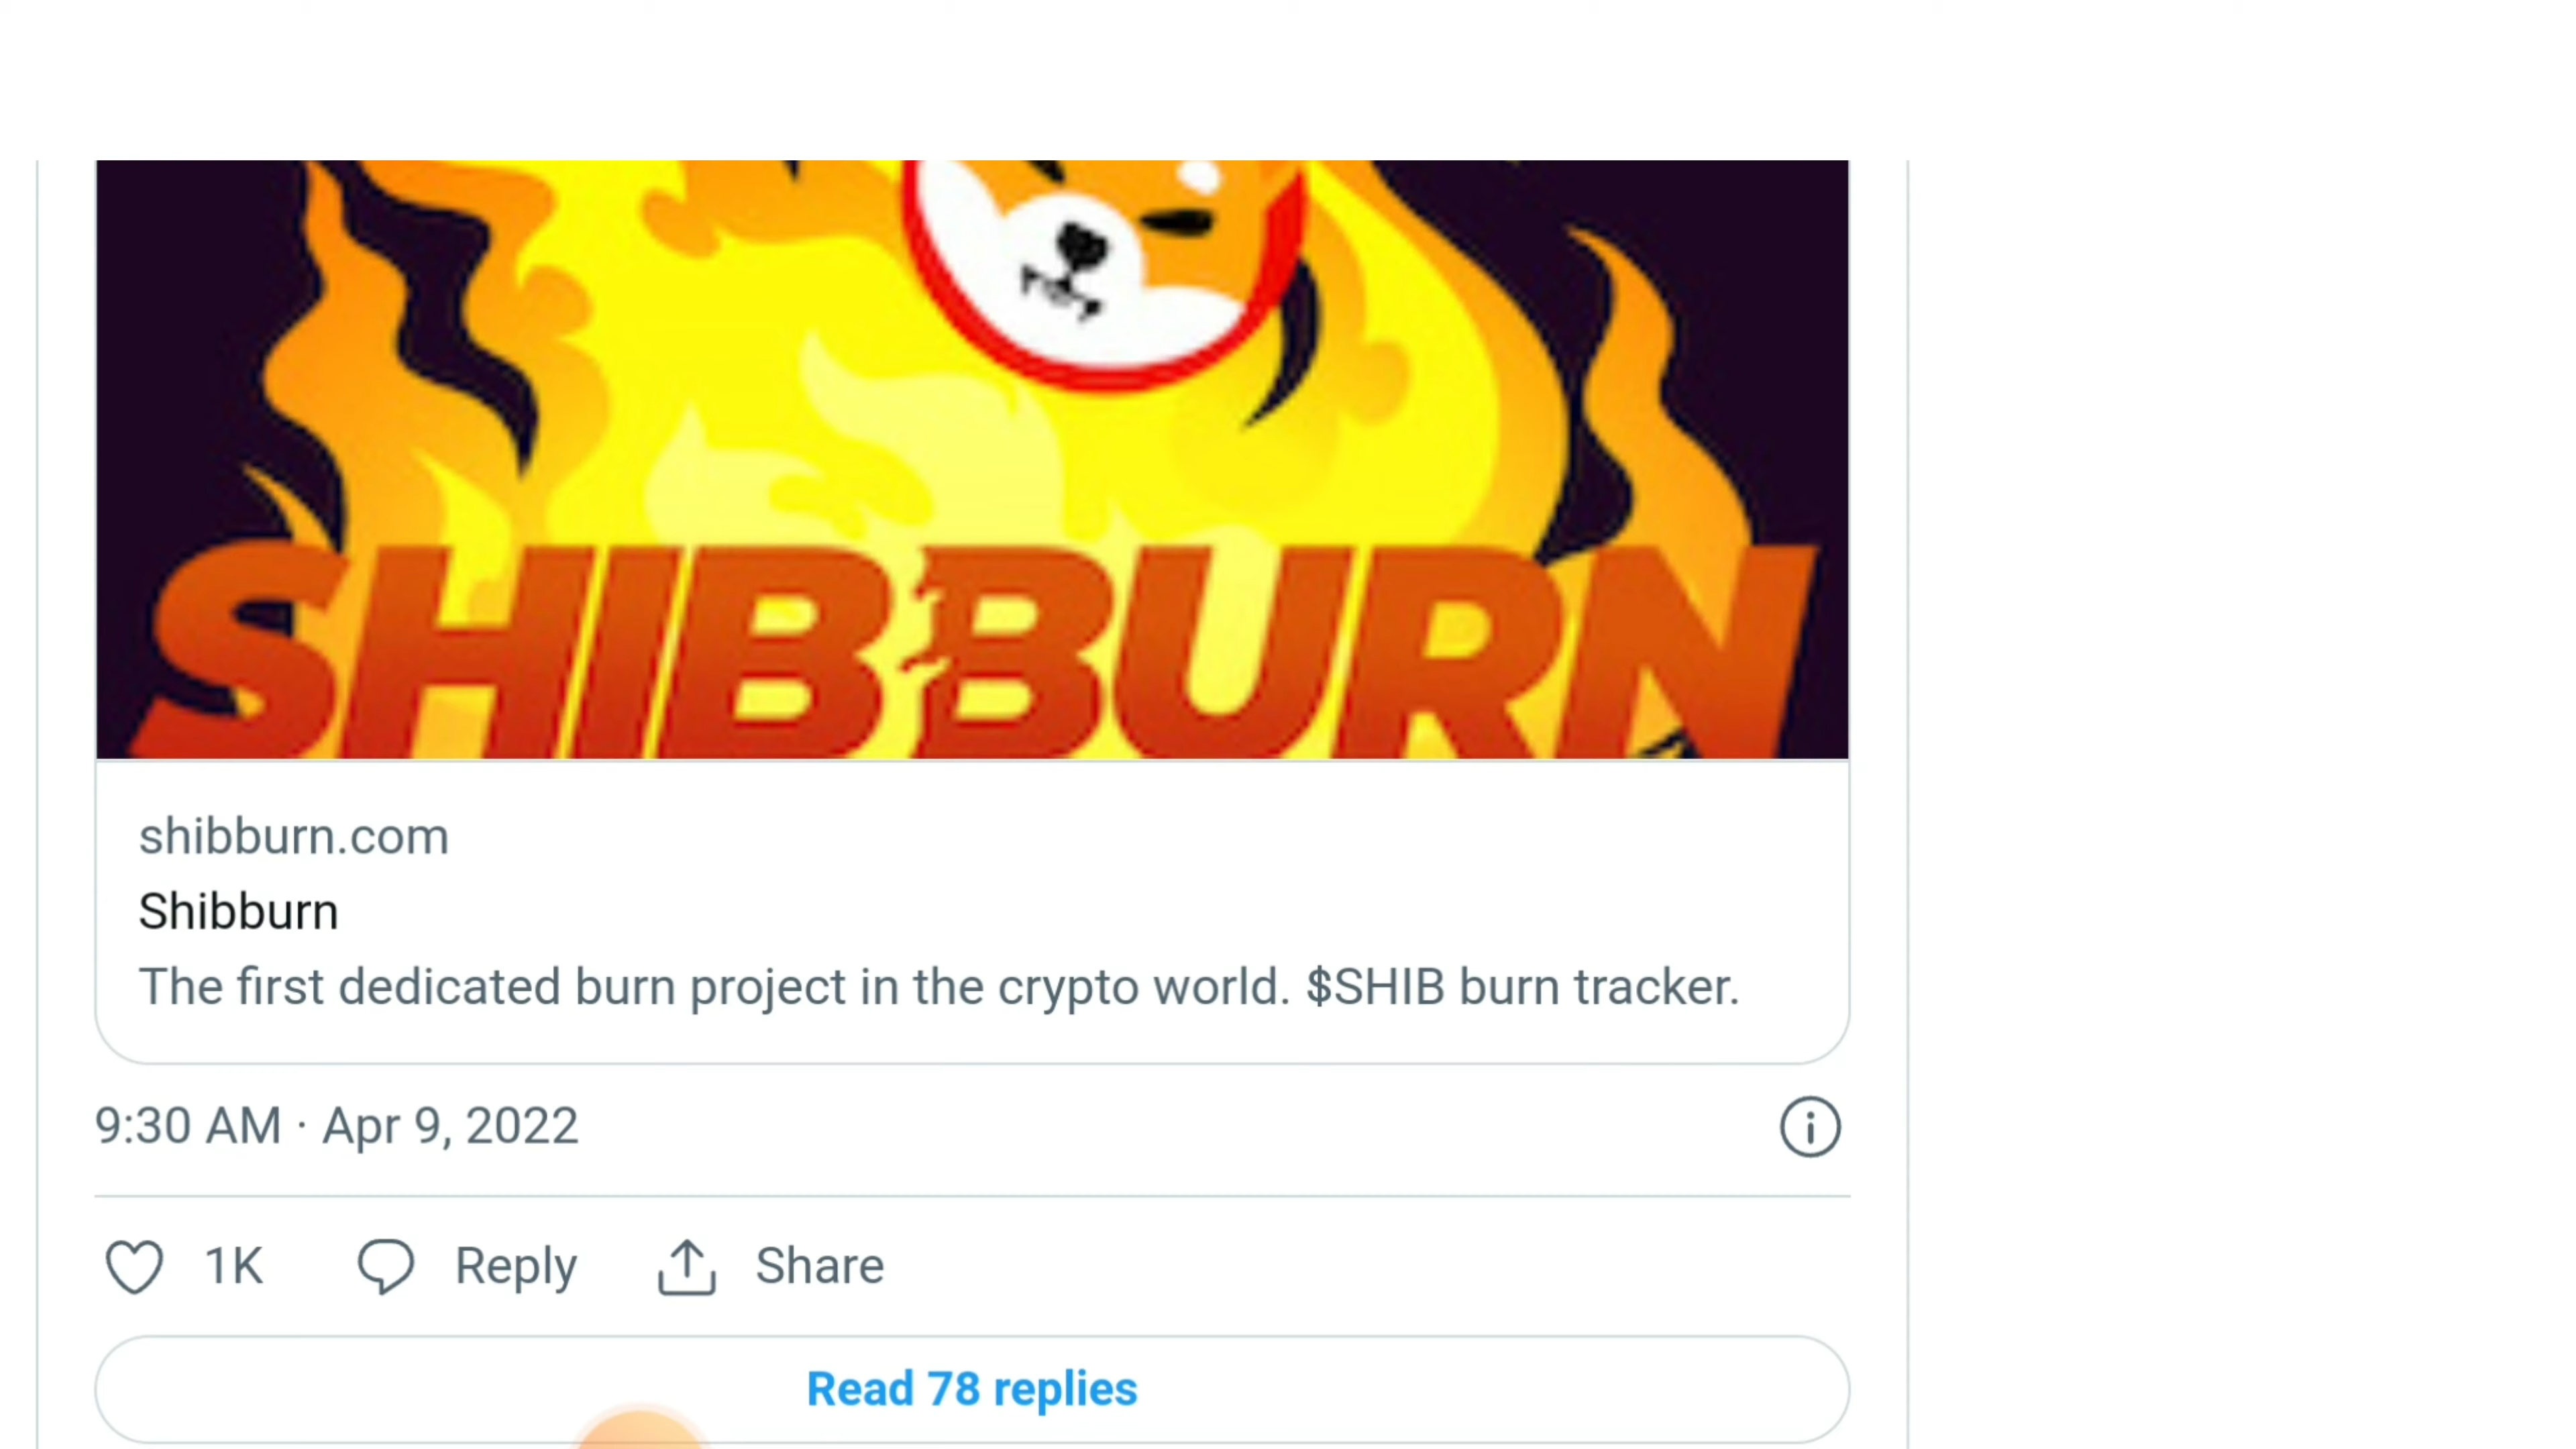 SHIBBURN
shibburn.com
Shibburn
The first dedicated burn project in the crypto world. $SHIB burn tracker.
9:30 AM · Apr 9, 2022
1K Reply Share
Read 78 replies